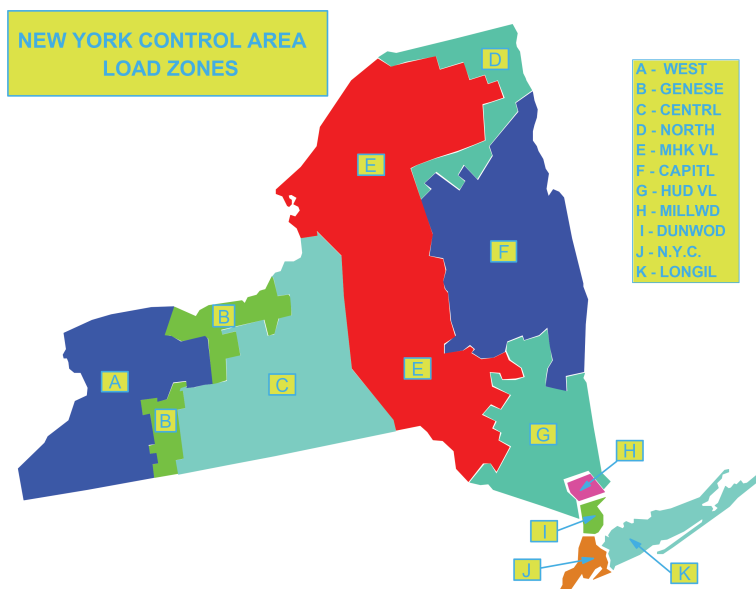 NEW YORK CONTROL AREA
LOAD ZONES
A - WEST
B - GENESE
C - CENTRL
D - NORTH
E - MHK VL
F - CAPITL
G - HUD VL
H - MILLWD
I - DUNWOD
J - N.Y.C.
K - LONGIL
D
E
F
B
E
A
C
B
G
H
I
J
K